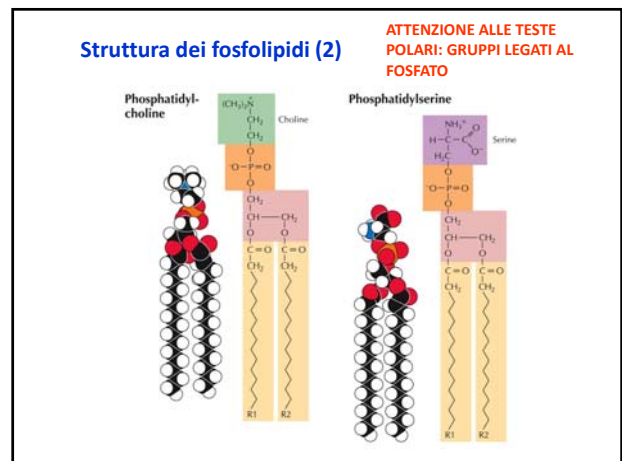 Struttura dei fosfolipidi (2)
ATTENZIONE ALLE TESTE
POLARI: GRUPPI LEGATI AL
FOSFATO
Phosphatidyl-
choline
(CH₃)₃N⁺
CH₂
CH₂
Choline
O
⁻O—P=O
O
CH₂
CH—CH₂
O O
C=O C=O
CH₂ CH₂
R1 R2
Phosphatidylserine
NH₃⁺
H—C—C
O
O⁻
H₂C
Serine
O
⁻O—P=O
O
CH₂
CH—CH₂
O O
C=O C=O
CH₂ CH₂
R1 R2